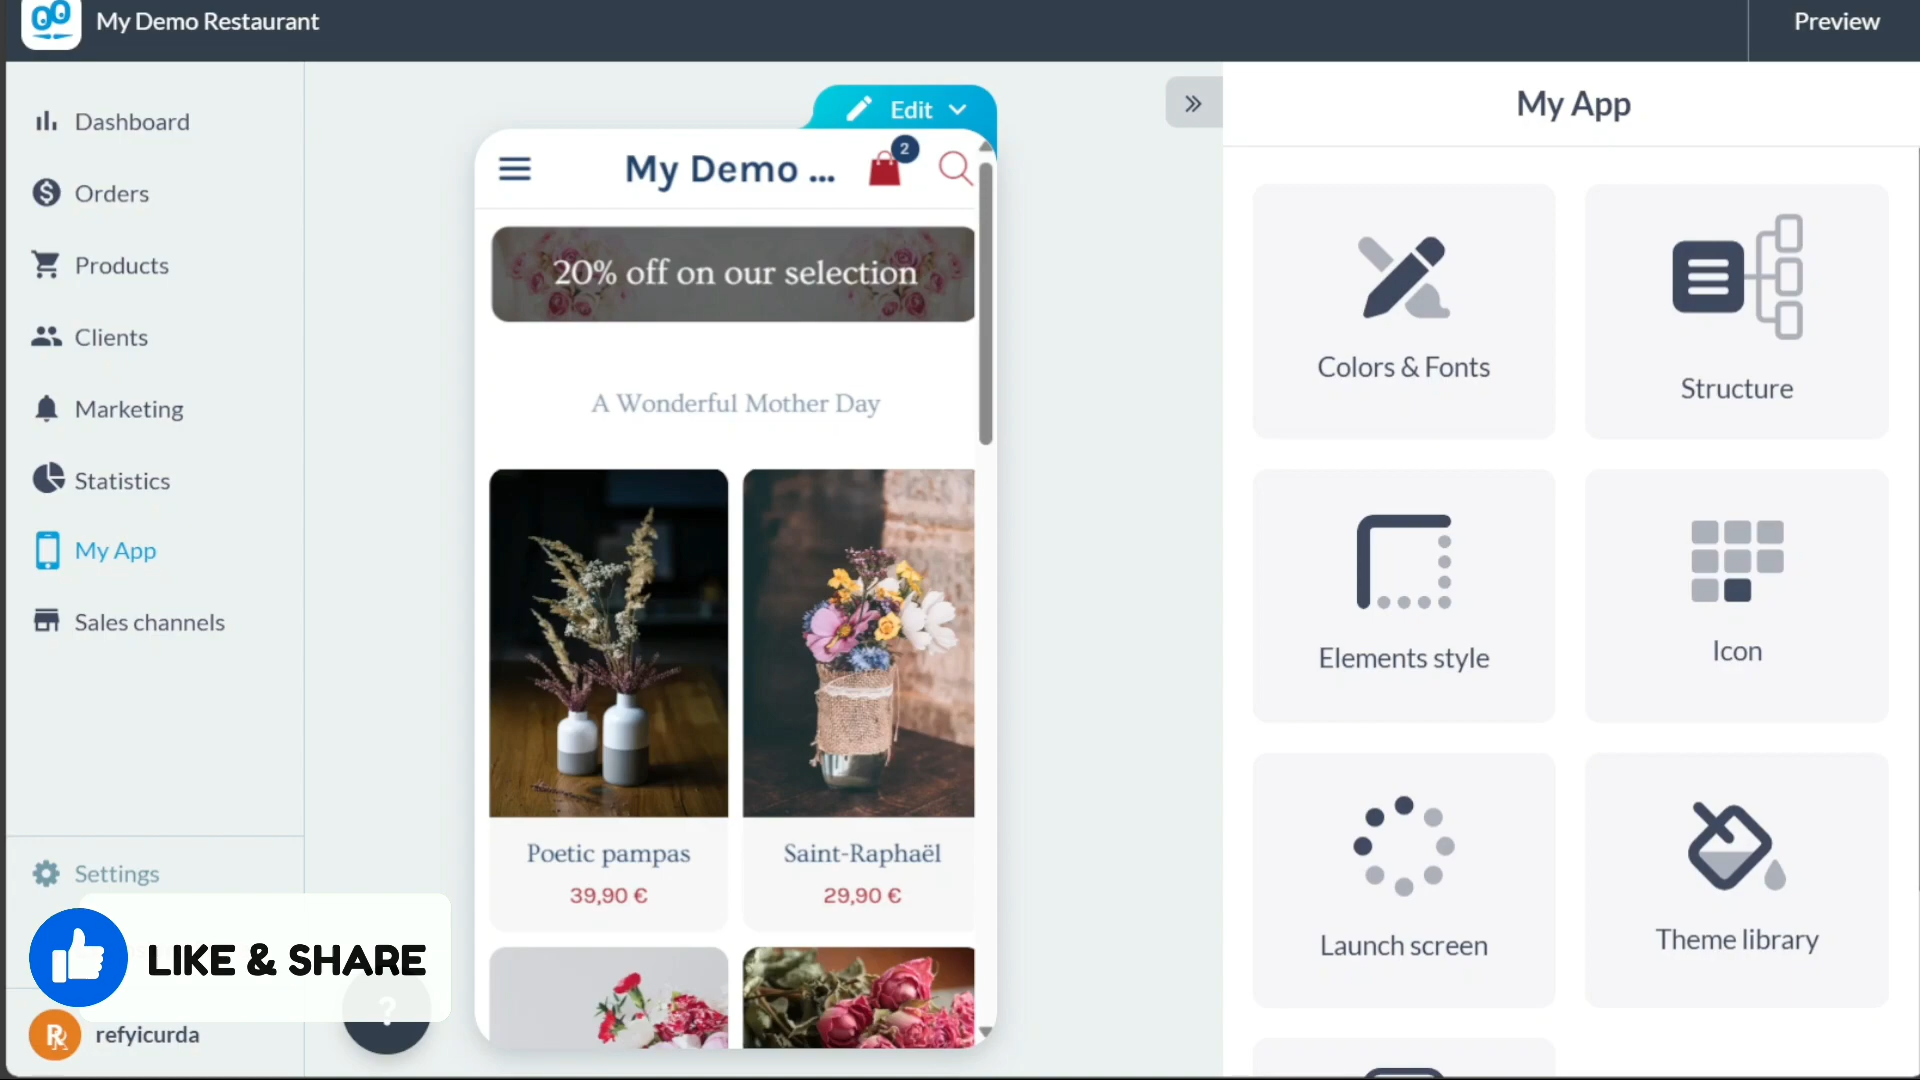 My Demo Restaurant
Preview
Dashboard
Orders
Products
Clients
Marketing
Statistics
My App
Sales channels
Settings
LIKE & SHARE
?
refyicurda
Edit
My Demo ...
2
20% off on our selection
A Wonderful Mother Day
Poetic pampas
39,90 €
Saint-Raphaël
29,90 €
My App
Colors & Fonts
Structure
Elements style
Icon
Launch screen
Theme library